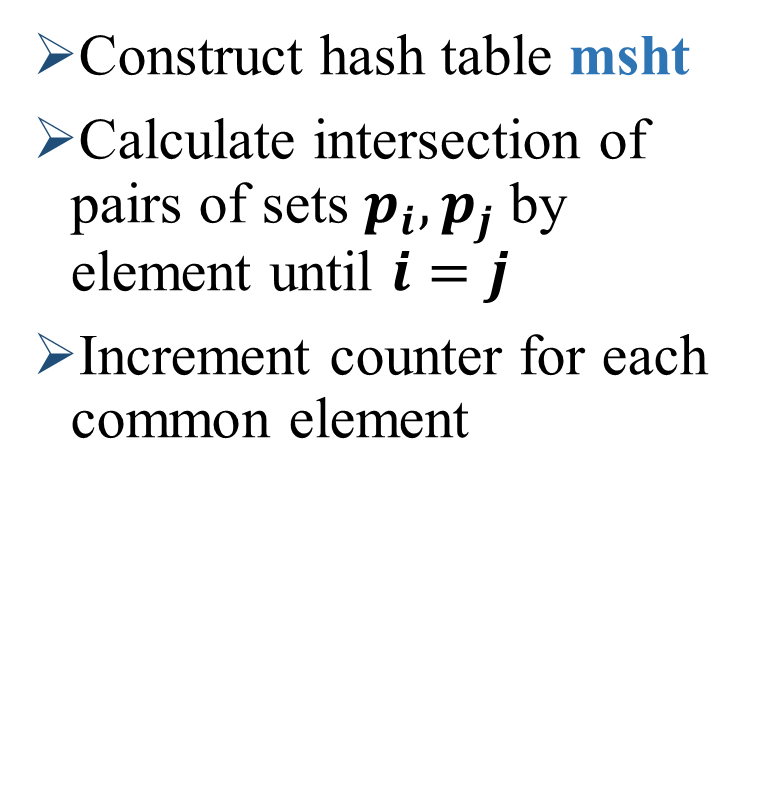 ➢Construct hash table msht
➢Calculate intersection of
pairs of sets pᵢ, pⱼ by
element until i = j
➢Increment counter for each
common element